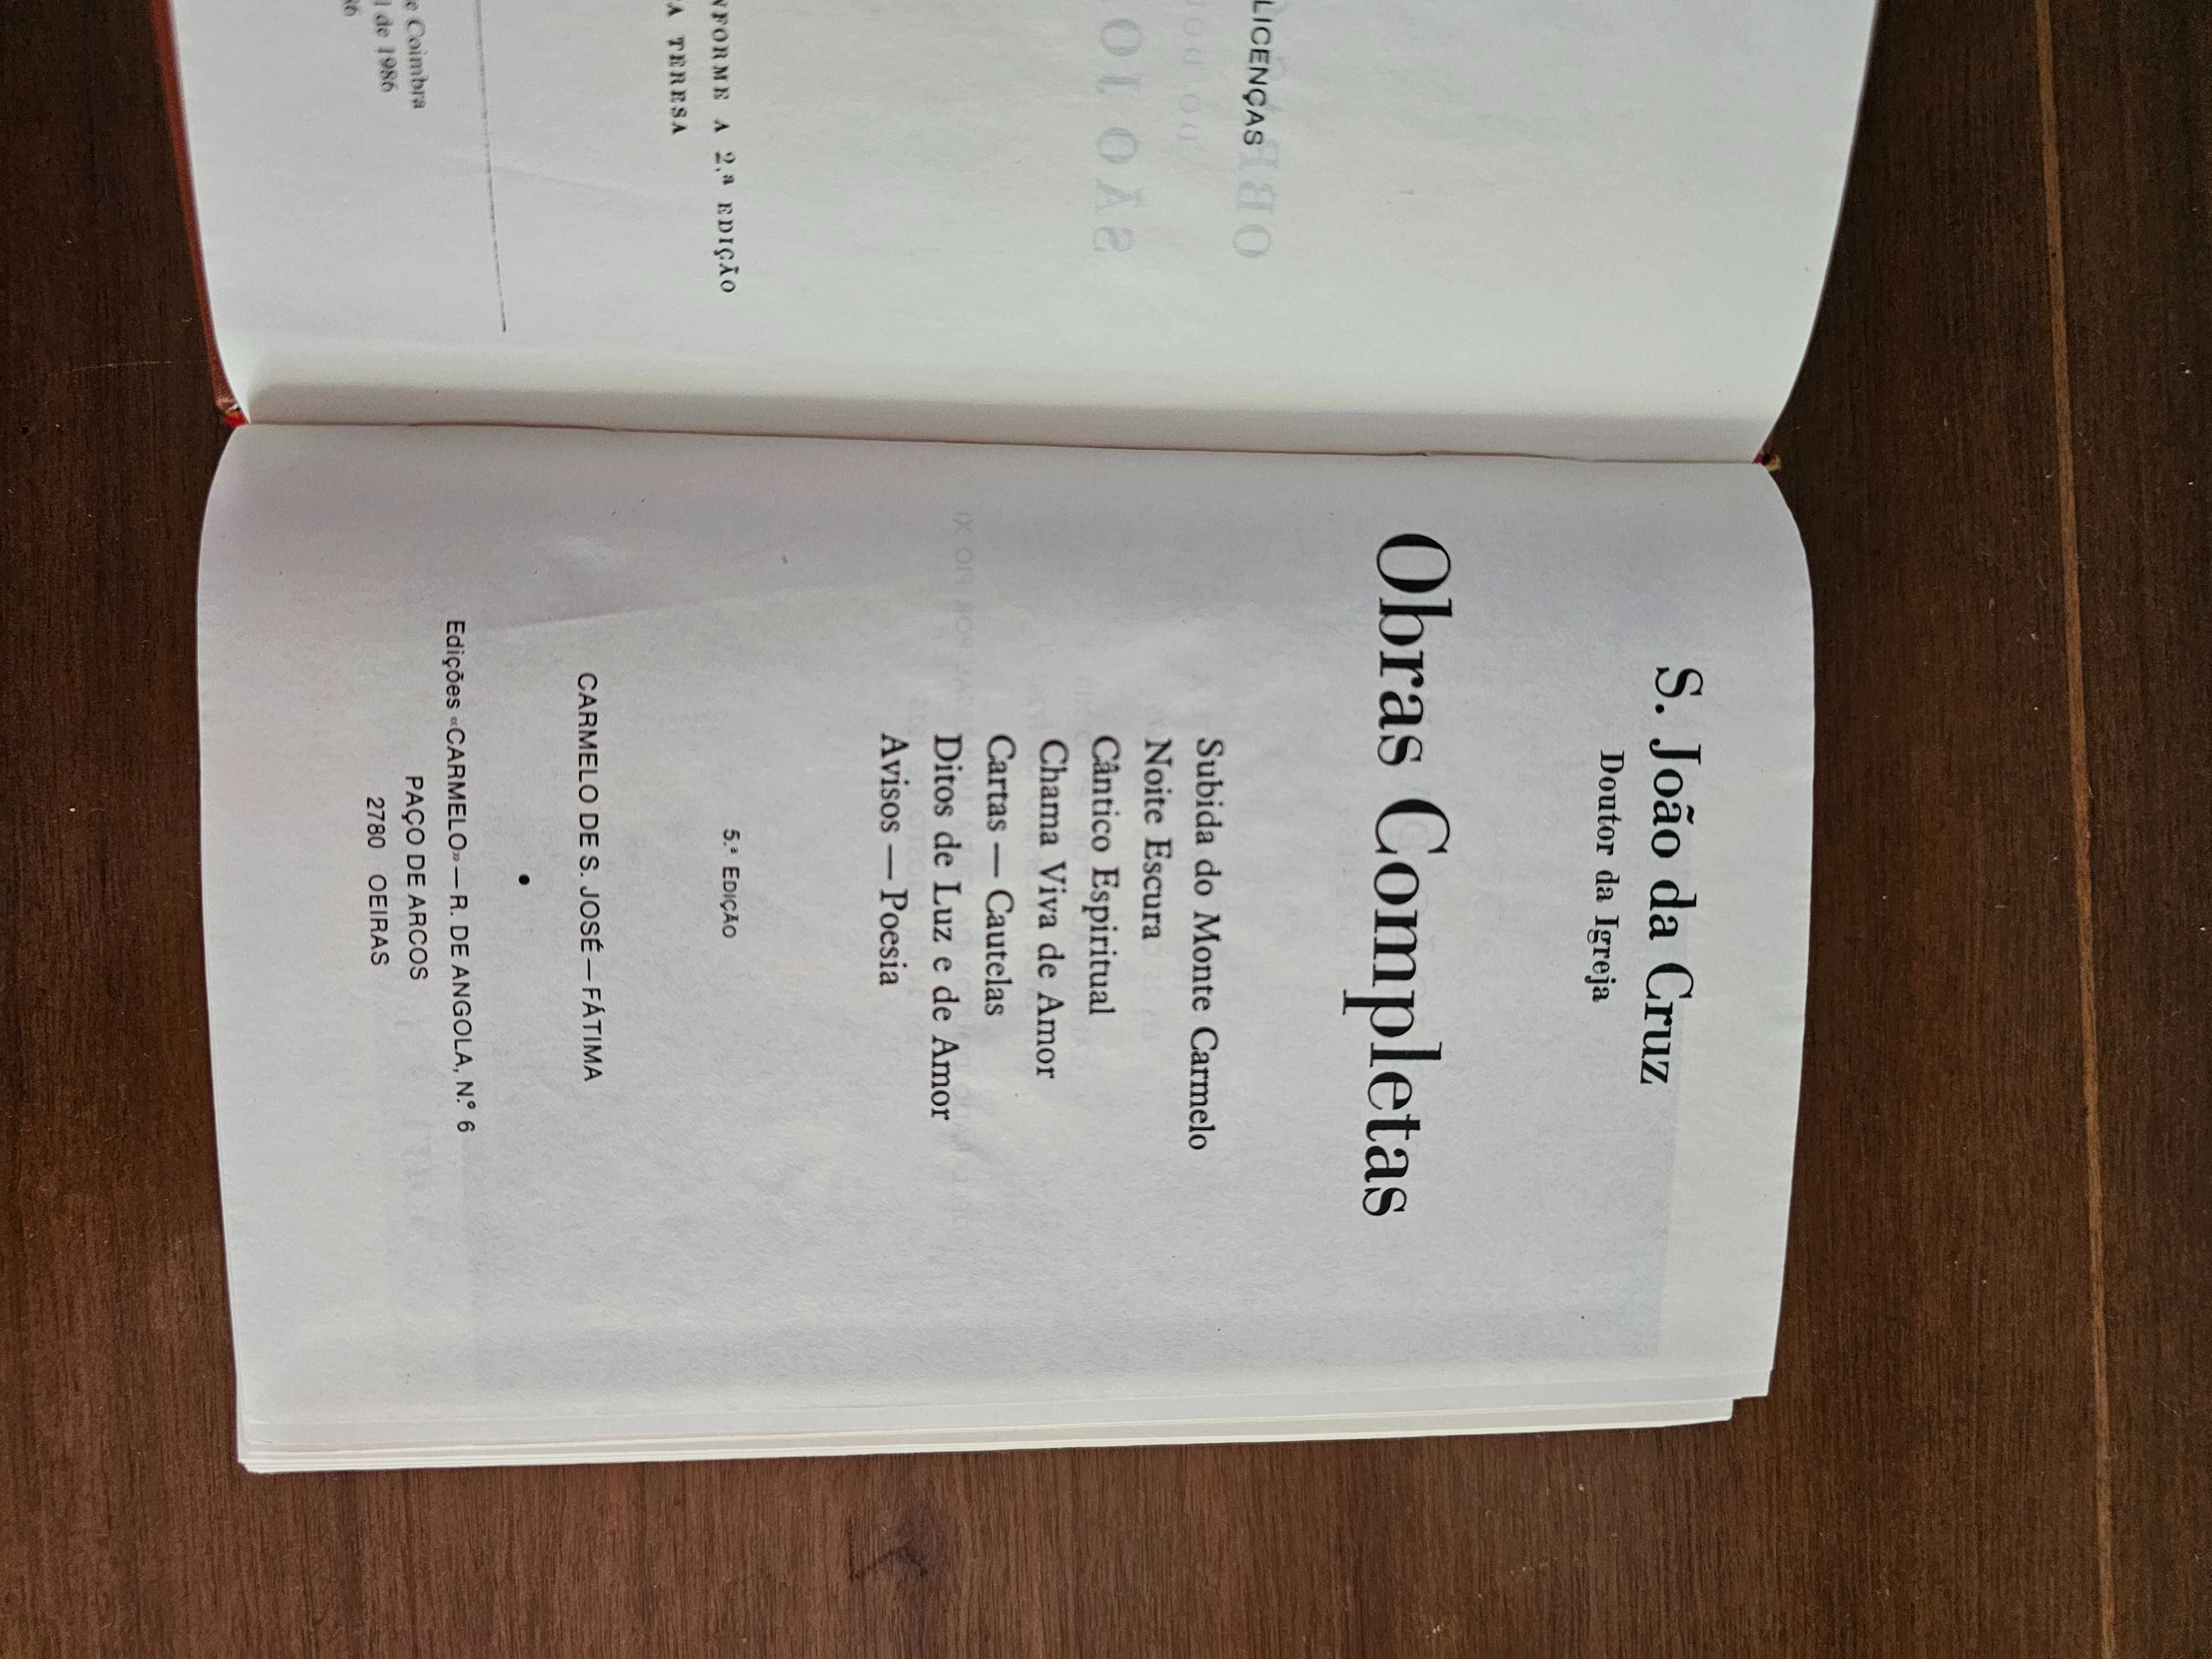 LICENÇAS
A 2.ª EDIÇÃO
TERESA
Coimbra
de 1986
S. João da Cruz
Doutor da Igreja
Obras Completas
Subida do Monte Carmelo
Noite Escura
Cântico Espiritual
Chama Viva de Amor
Cartas — Cautelas
Ditos de Luz e de Amor
Avisos — Poesia
5.ª EDIÇÃO
CARMELO DE S. JOSÉ — FÁTIMA
•
Edições «CARMELO» — R. DE ANGOLA, N.º 6
PAÇO DE ARCOS
2780 OEIRAS